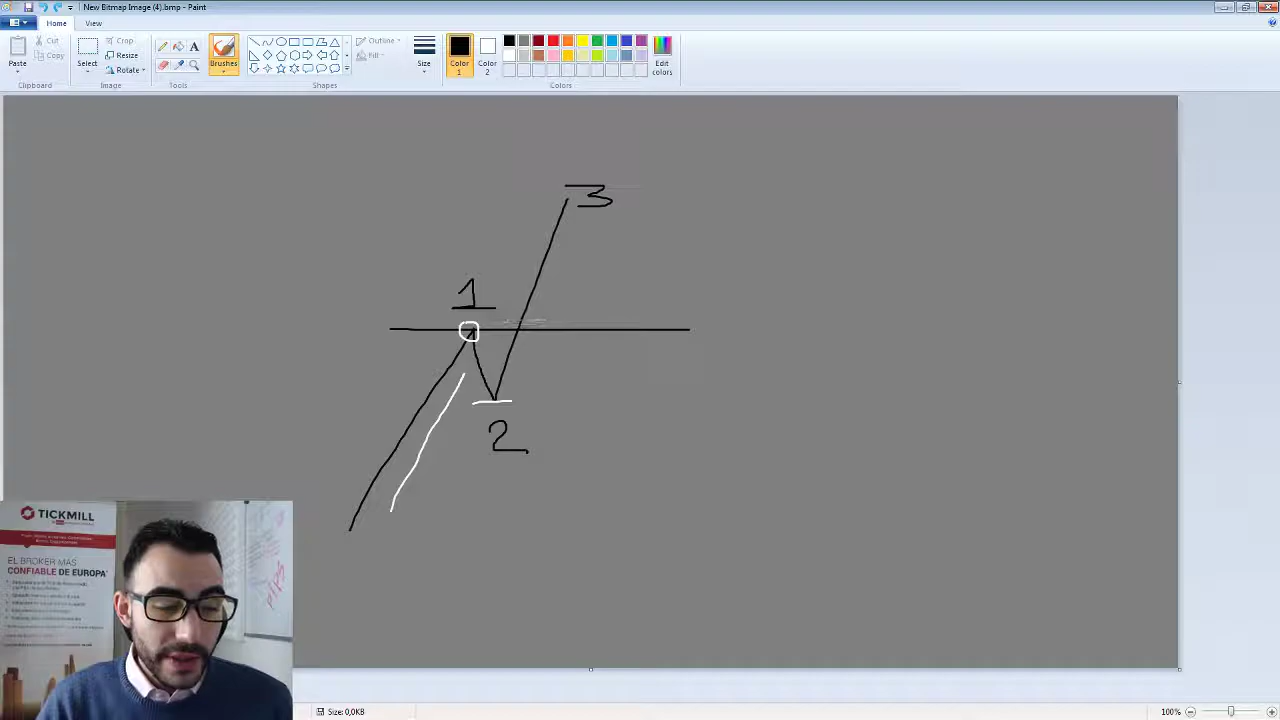 New Bitmap Image (4).bmp - Paint
Home View
Paste
Cut
Copy
Clipboard
Select
Crop
Resize
Rotate
Image
Tools
Brushes
Shapes
Outline
Fill
Size
Color 1
Color 2
Edit colors
Colors
3
1
2
TICKMILL
EL BROKER MÁS
CONFIABLE DE EUROPA*
PIPS
Size: 0,0KB
100%